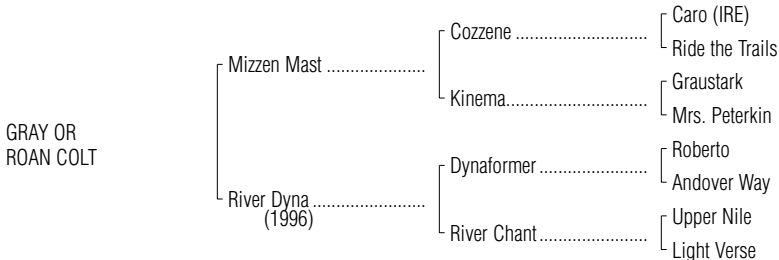 Caro (IRE)
Cozzene ........................
Ride the Trails
Mizzen Mast ......................
Graustark
Kinema.........................
Mrs. Peterkin
GRAY OR
ROAN COLT
Roberto
Dynaformer ...................
Andover Way
River Dyna .........................
(1996)
Upper Nile
River Chant...................
Light Verse